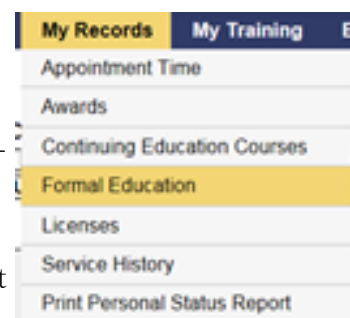 My Records My Training
Appointment Time
Awards
Continuing Education Courses
Formal Education
Licenses
Service History
Print Personal Status Report